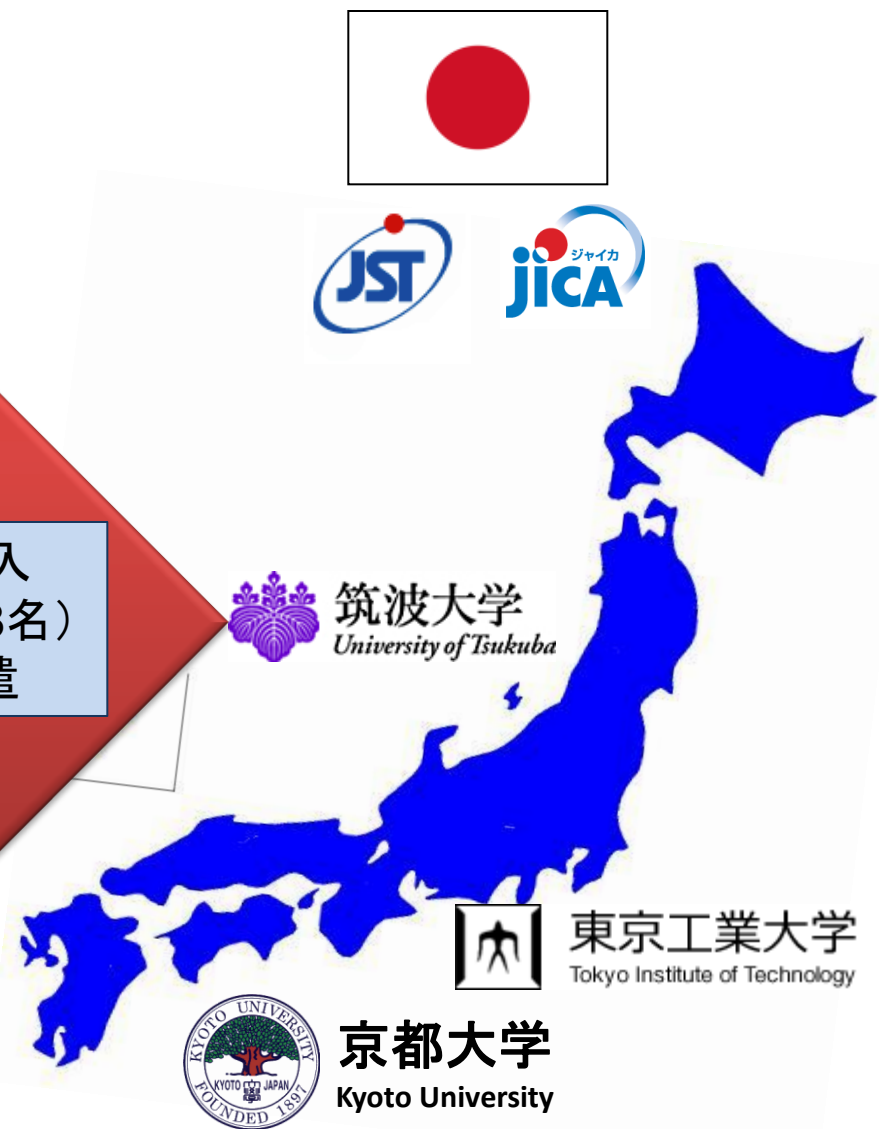 JST
ジャイカ
JICA
入
3名）
遣
筑波大学
University of Tsukuba
東京工業大学
Tokyo Institute of Technology
KYOTO UNIVERSITY
KYOTO JAPAN
FOUNDED 1897
京都大学
Kyoto University